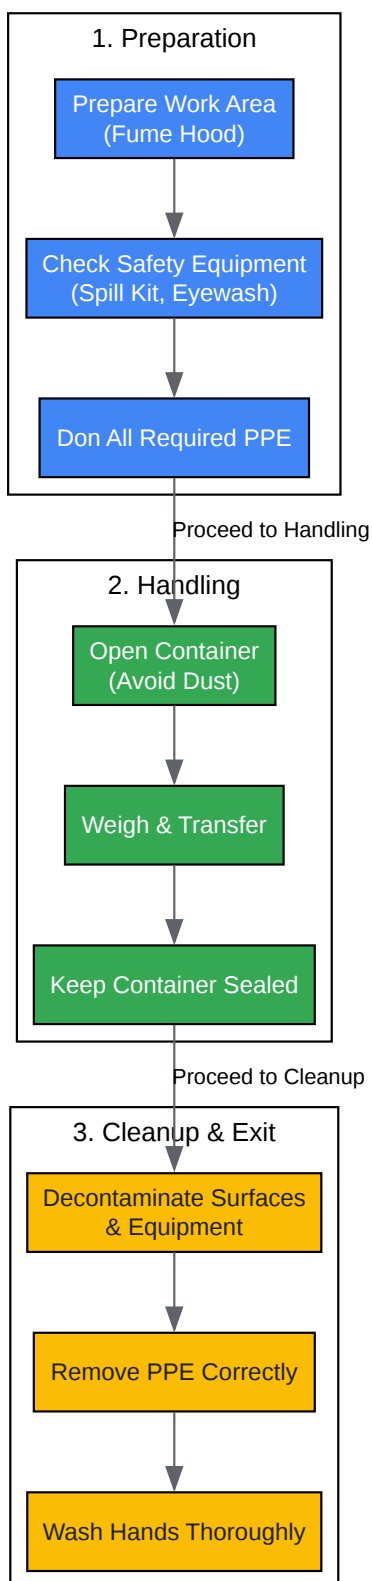 1. Preparation
Prepare Work Area
(Fume Hood)
Check Safety Equipment
(Spill Kit, Eyewash)
Don All Required PPE
Proceed to Handling
2. Handling
Open Container
(Avoid Dust)
Weigh & Transfer
Keep Container Sealed
Proceed to Cleanup
3. Cleanup & Exit
Decontaminate Surfaces
& Equipment
Remove PPE Correctly
Wash Hands Thoroughly